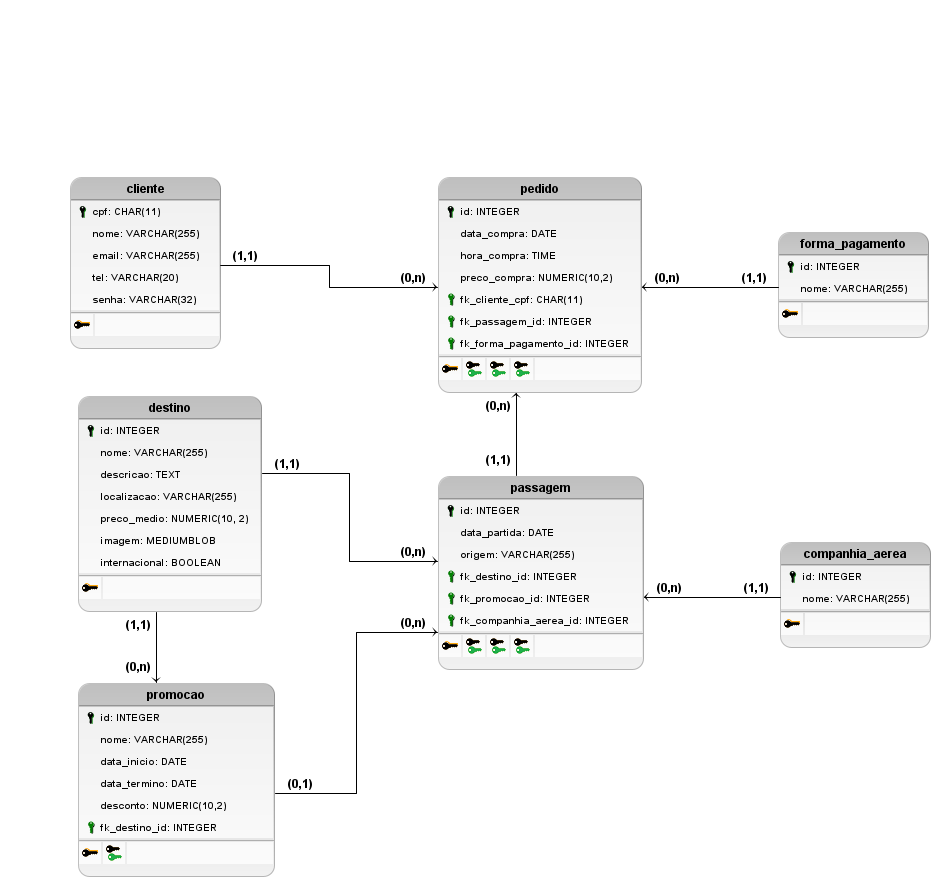 cliente
cpf: CHAR(11)
nome: VARCHAR(255)
email: VARCHAR(255)
tel: VARCHAR(20)
senha: VARCHAR(32)
(1,1)
(0,n)
pedido
id: INTEGER
data_compra: DATE
hora_compra: TIME
preco_compra: NUMERIC(10,2)
fk_cliente_cpf: CHAR(11)
fk_passagem_id: INTEGER
fk_forma_pagamento_id: INTEGER
(0,n)
(1,1)
forma_pagamento
id: INTEGER
nome: VARCHAR(255)
(0,n)
(1,1)
destino
id: INTEGER
nome: VARCHAR(255)
descricao: TEXT
localizacao: VARCHAR(255)
preco_medio: NUMERIC(10, 2)
imagem: MEDIUMBLOB
internacional: BOOLEAN
(1,1)
(0,n)
passagem
id: INTEGER
data_partida: DATE
origem: VARCHAR(255)
fk_destino_id: INTEGER
fk_promocao_id: INTEGER
fk_companhia_aerea_id: INTEGER
(0,n)
(1,1)
companhia_aerea
id: INTEGER
nome: VARCHAR(255)
(1,1)
(0,n)
(0,n)
(0,1)
promocao
id: INTEGER
nome: VARCHAR(255)
data_inicio: DATE
data_termino: DATE
desconto: NUMERIC(10,2)
fk_destino_id: INTEGER